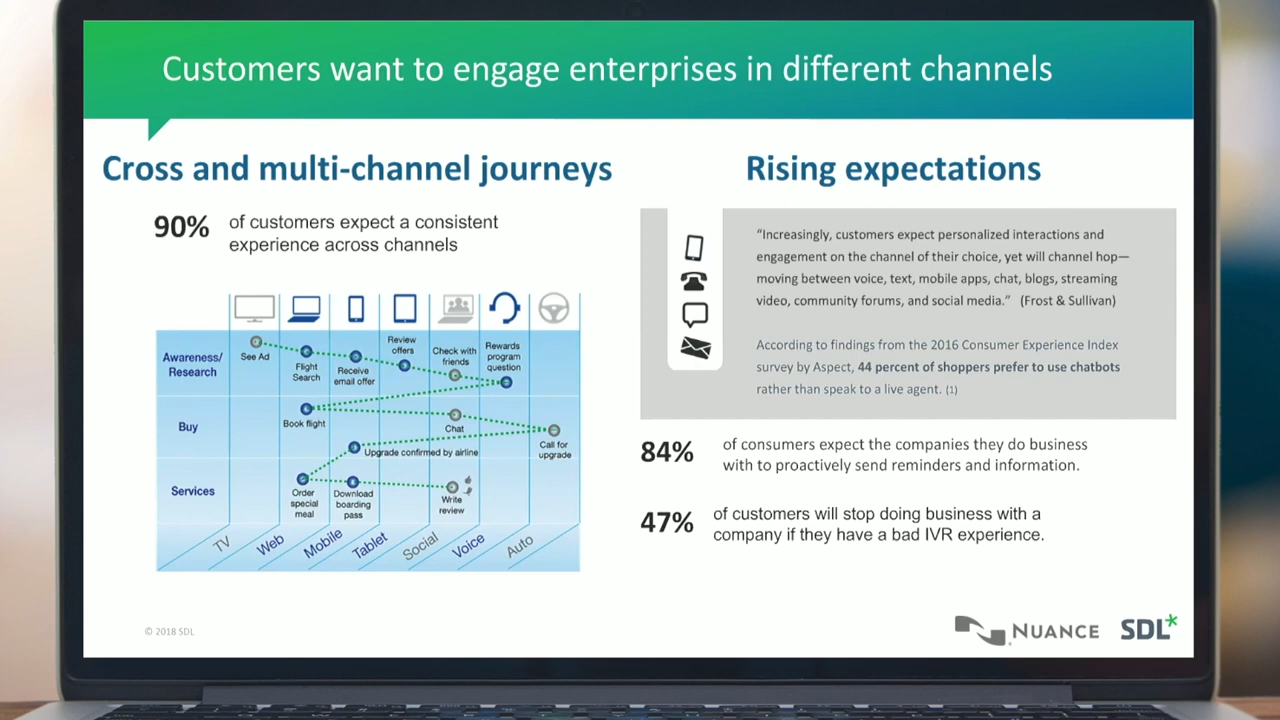 Customers want to engage enterprises in different channels
Cross and multi-channel journeys
90%
of customers expect a consistent
experience across channels
Awareness/
Research
See Ad
Flight
Search
Receive
email offer
Review
offers
Check with
friends
Rewards
program
question
Buy
Book flight
Chat
Call for
upgrade
Upgrade confirmed by airline
Services
Order
special
meal
Download
boarding
pass
Write
review
TV
Web
Mobile
Tablet
Social
Voice
Auto
Rising expectations
“Increasingly, customers expect personalized interactions and
engagement on the channel of their choice, yet will channel hop—
moving between voice, text, mobile apps, chat, blogs, streaming
video, community forums, and social media.” (Frost & Sullivan)
According to findings from the 2016 Consumer Experience Index
survey by Aspect, 44 percent of shoppers prefer to use chatbots
rather than speak to a live agent. (1)
84%
of consumers expect the companies they do business
with to proactively send reminders and information.
47%
of customers will stop doing business with a
company if they have a bad IVR experience.
© 2018 SDL
NUANCE
SDL*